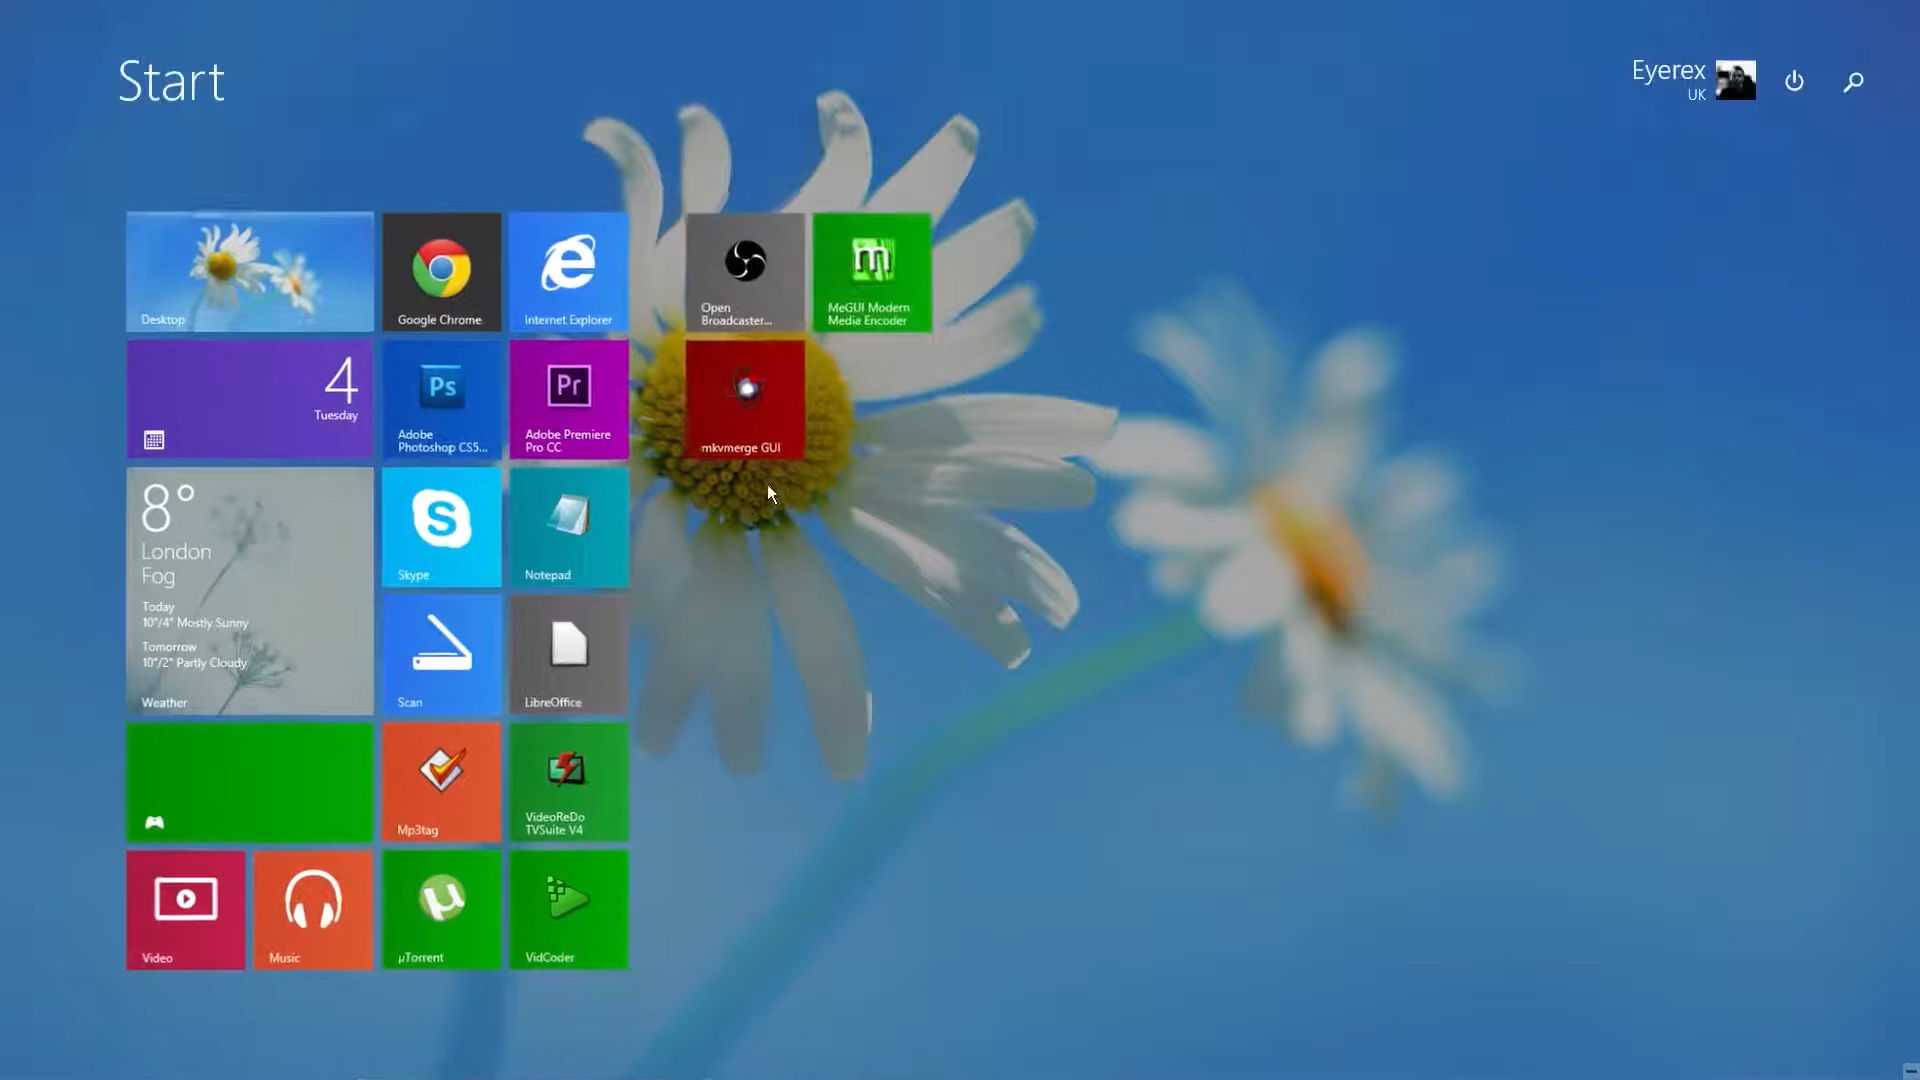 Start
Eyerex
UK
Desktop
Google Chrome
Internet Explorer
Open
Broadcaster...
m
MeGUI Modern
Media Encoder
4
Tuesday
Ps
Adobe
Photoshop CS5...
Pr
Adobe Premiere
Pro CC
mkvmerge GUI
8°
London
Fog
Today
10°/4° Mostly Sunny
Tomorrow
10°/2° Partly Cloudy
Weather
S
Skype
Notepad
Scan
LibreOffice
Mp3tag
VideoReDo
TVSuite V4
Video
Music
µ
µTorrent
VidCoder